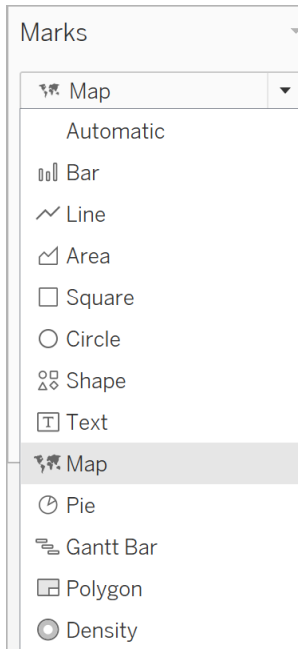 Marks
Map
Automatic
Bar
Line
Area
Square
Circle
Shape
Text
Map
Pie
Gantt Bar
Polygon
Density